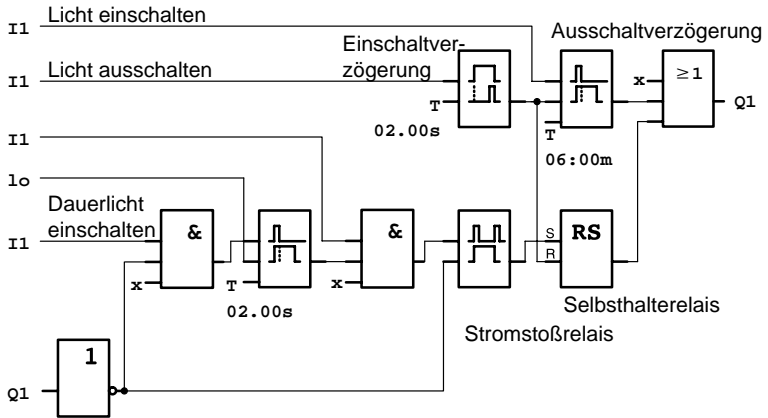 I1
Licht einschalten
Ausschaltverzögerung
Einschaltver-
zögerung
I1
Licht ausschalten
x
≥1
Q1
T
02.00s
T
06:00m
I1
lo
Dauerlicht
einschalten
I1
&
x
T
02.00s
&
x
S
R
RS
Selbsthalterelais
Stromstoßrelais
1
Q1